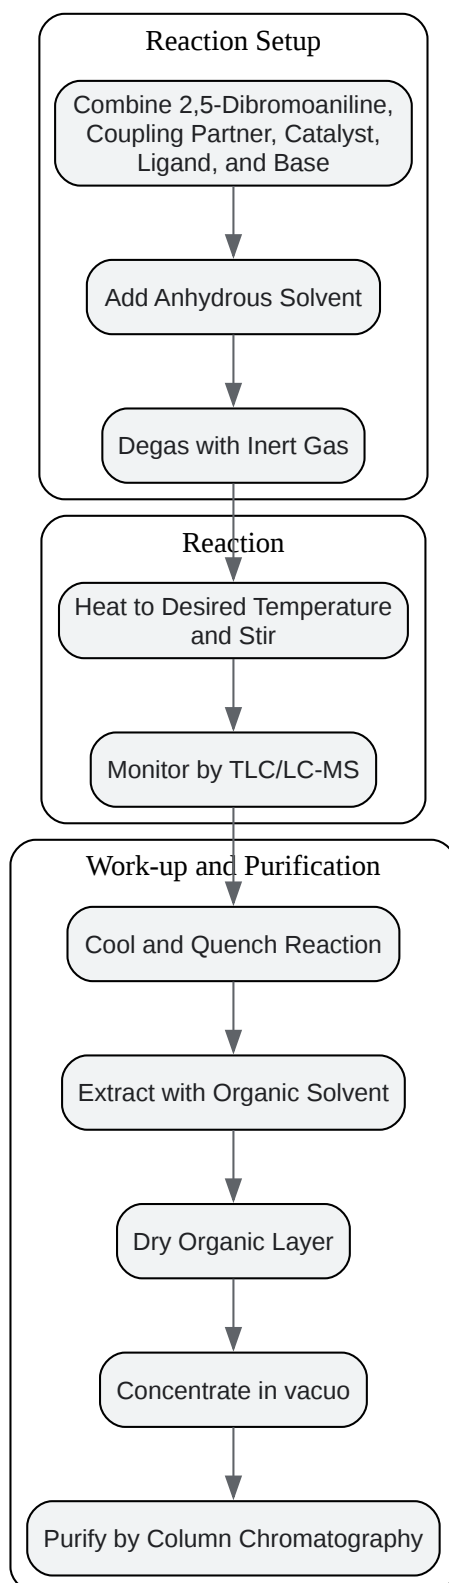 Reaction Setup
Combine 2,5-Dibromoaniline,
Coupling Partner, Catalyst,
Ligand, and Base
Add Anhydrous Solvent
Degas with Inert Gas
Reaction
Heat to Desired Temperature
and Stir
Monitor by TLC/LC-MS
Work-up and Purification
Cool and Quench Reaction
Extract with Organic Solvent
Dry Organic Layer
Concentrate in vacuo
Purify by Column Chromatography